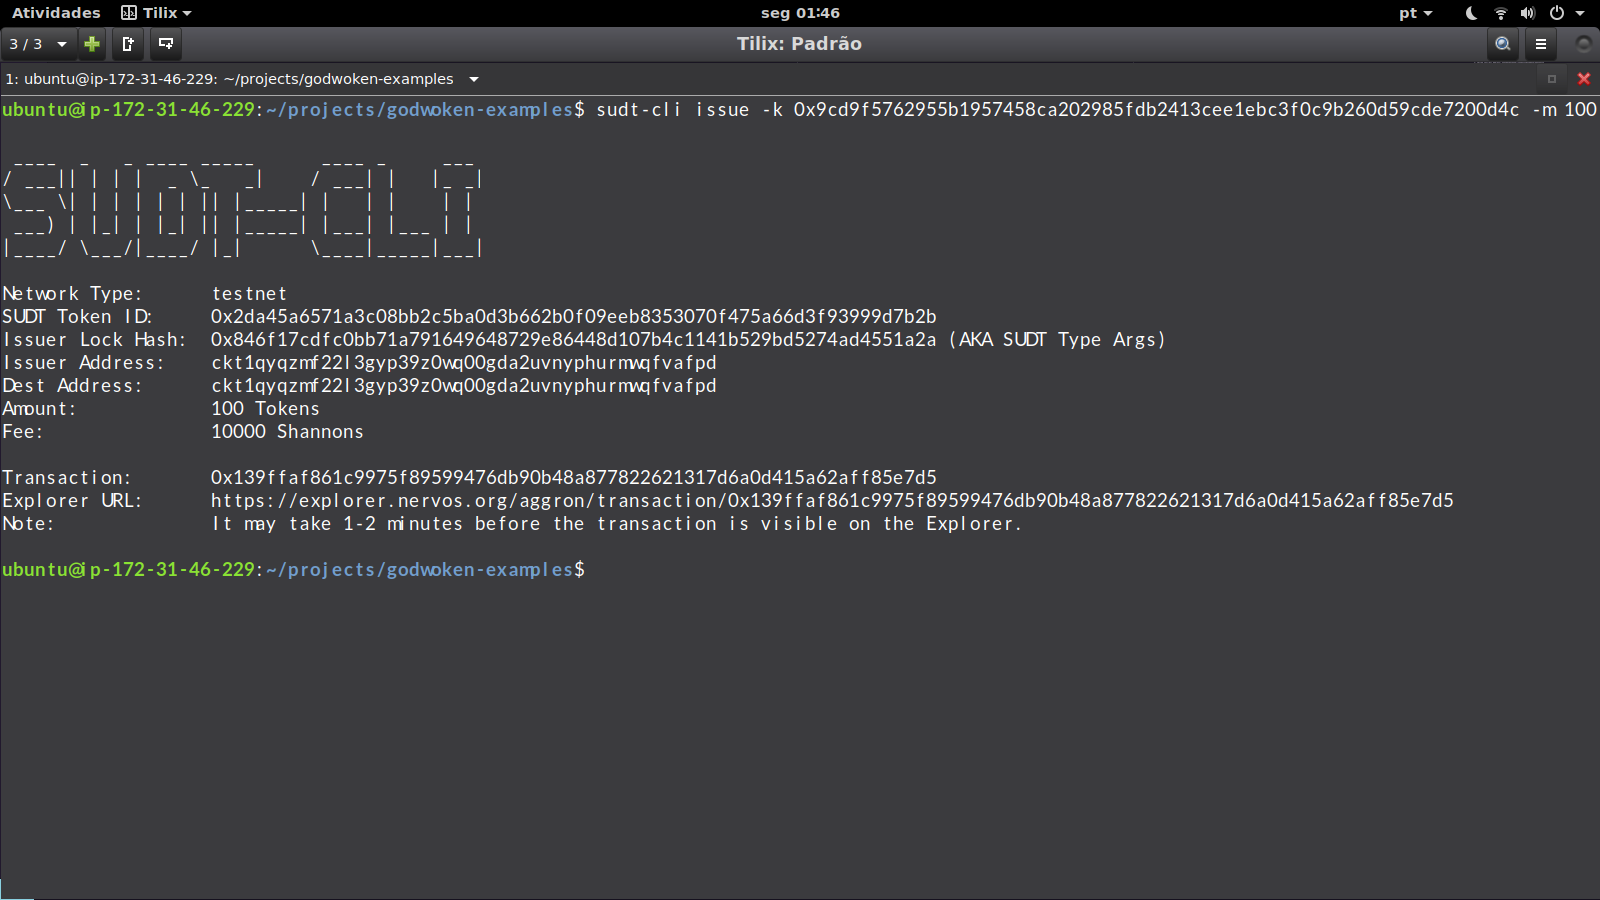 Atividades Tilix seg 01:46 pt
3 / 3 Tilix: Padrão
1: ubuntu@ip-172-31-46-229: ~/projects/godwoken-examples
ubuntu@ip-172-31-46-229:~/projects/godwoken-examples$ sudt-cli issue -k 0x9cd9f5762955b1957458ca202985fdb2413cee1ebc3f0c9b260d59cde7200d4c -m 100
SUDT-CLI
Network Type: testnet
SUDT Token ID: 0x2da45a6571a3c08bb2c5ba0d3b662b0f09eeb8353070f475a66d3f93999d7b2b
Issuer Lock Hash: 0x846f17cdfc0bb71a791649648729e86448d107b4c1141b529bd5274ad4551a2a (AKA SUDT Type Args)
Issuer Address: ckt1qyqzmf22l3gyp39z0wq00gda2uvnyphurmwqfvafpd
Dest Address: ckt1qyqzmf22l3gyp39z0wq00gda2uvnyphurmwqfvafpd
Amount: 100 Tokens
Fee: 10000 Shannons
Transaction: 0x139ffaf861c9975f89599476db90b48a877822621317d6a0d415a62aff85e7d5
Explorer URL: https://explorer.nervos.org/aggron/transaction/0x139ffaf861c9975f89599476db90b48a877822621317d6a0d415a62aff85e7d5
Note: It may take 1-2 minutes before the transaction is visible on the Explorer.
ubuntu@ip-172-31-46-229:~/projects/godwoken-examples$